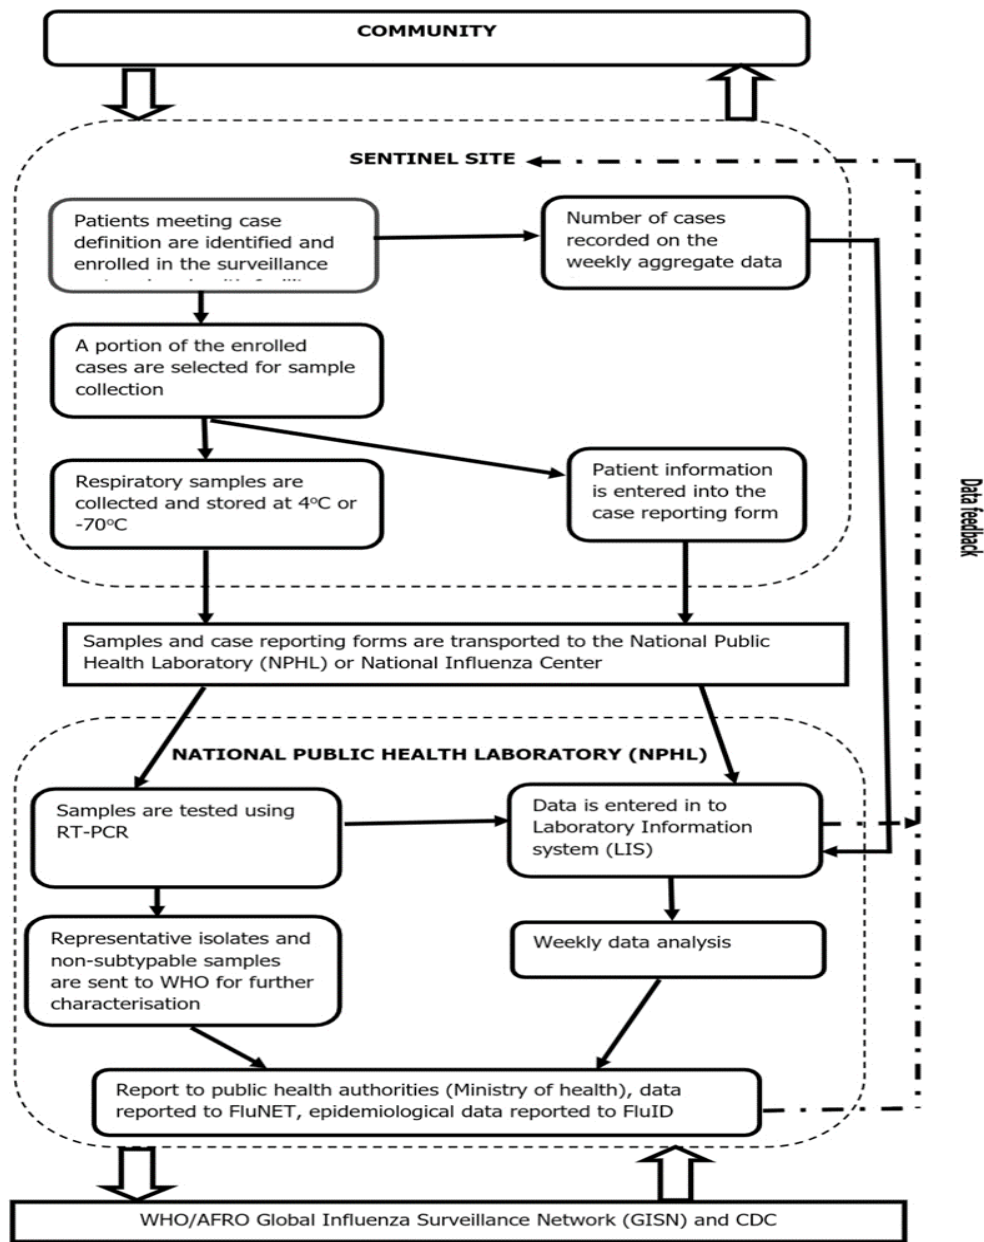 COMMUNITY
SENTINEL SITE
Patients meeting case
definition are identified and
enrolled in the surveillance
Number of cases
recorded on the
weekly aggregate data
A portion of the enrolled
cases are selected for sample
collection
Respiratory samples are
collected and stored at 4°C or
-70°C
Patient information
is entered into the
case reporting form
Data feedback
Samples and case reporting forms are transported to the National Public
Health Laboratory (NPHL) or National Influenza Center
NATIONAL PUBLIC HEALTH LABORATORY (NPHL)
Samples are tested using
RT-PCR
Data is entered in to
Laboratory Information
system (LIS)
Representative isolates and
non-subtypable samples
are sent to WHO for further
characterisation
Weekly data analysis
Report to public health authorities (Ministry of health), data
reported to FluNET, epidemiological data reported to FluID
WHO/AFRO Global Influenza Surveillance Network (GISN) and CDC